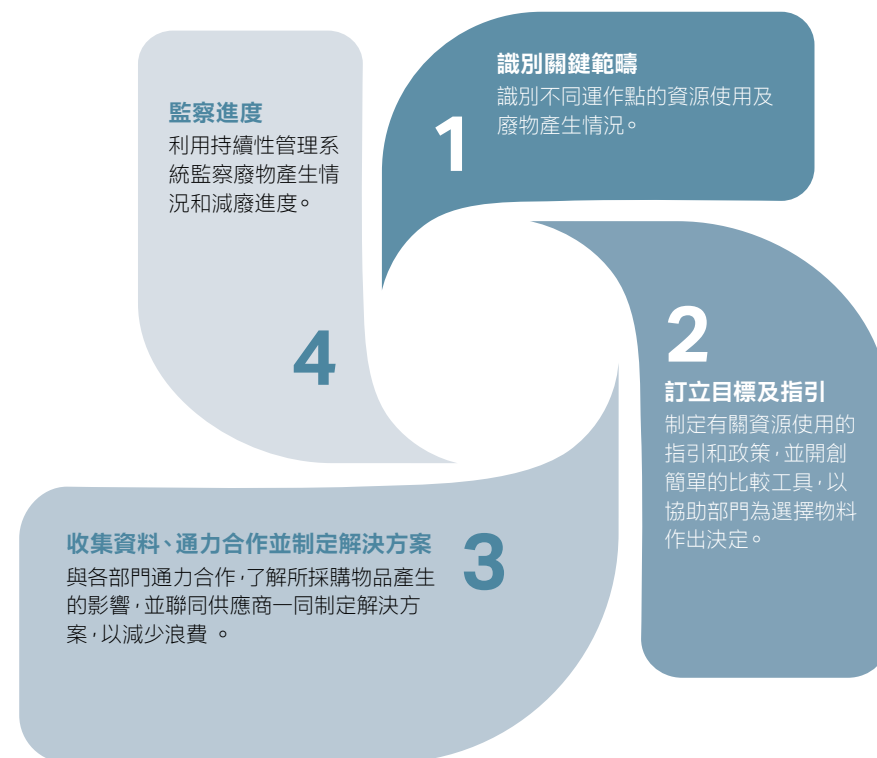 1
識別關鍵範疇
識別不同運作點的資源使用及
廢物產生情況。
2
訂立目標及指引
制定有關資源使用的
指引和政策，並開創
簡單的比較工具，以
協助部門為選擇物料
作出決定。
3
收集資料、通力合作並制定解決方案
與各部門通力合作，了解所採購物品產生
的影響，並聯同供應商一同制定解決方
案，以減少浪費 。
4
監察進度
利用持續性管理系
統監察廢物產生情
況和減廢進度。